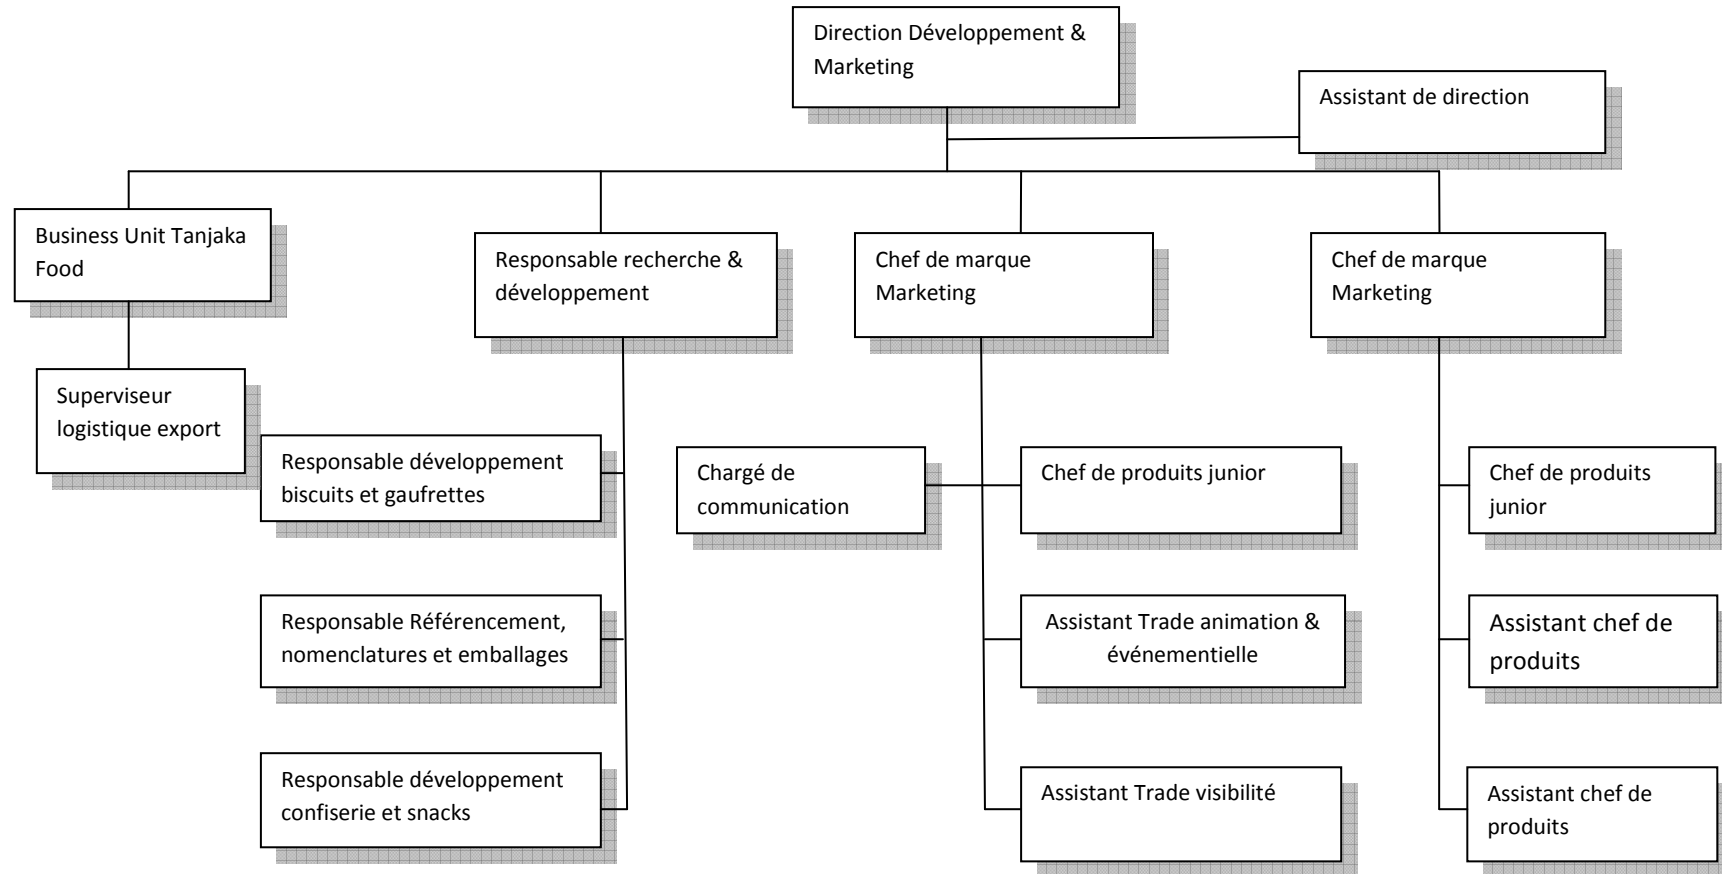 Direction Développement &
Marketing
Assistant de direction
Business Unit Tanjaka
Food
Responsable recherche &
développement
Chef de marque
Marketing
Chef de marque
Marketing
Superviseur
logistique export
Responsable développement
biscuits et gaufrettes
Chargé de
communication
Chef de produits junior
Chef de produits
junior
Responsable Référencement,
nomenclatures et emballages
Assistant Trade animation &
événementielle
Assistant chef de
produits
Responsable développement
confiserie et snacks
Assistant Trade visibilité
Assistant chef de
produits